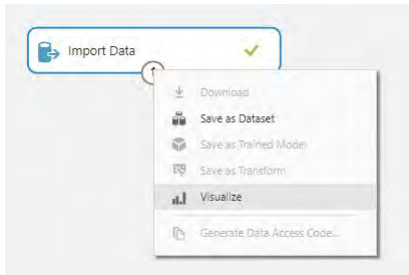 Import Data
1
Download
Save as Dataset
Save as Trained Model
Save as Transform
Visualize
Generate Data Access Code...